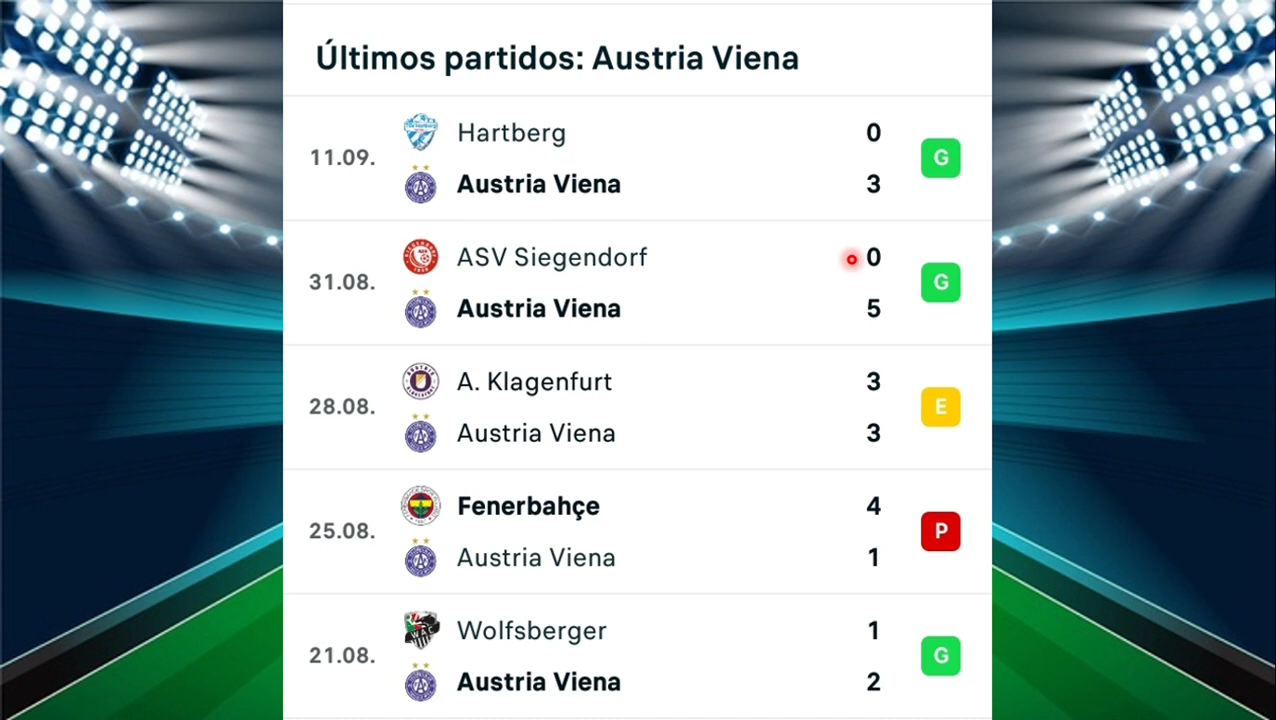 Últimos partidos: Austria Viena
Hartberg 0
11.09. G
Austria Viena 3
ASV Siegendorf 0
31.08. G
Austria Viena 5
A. Klagenfurt 3
28.08. E
Austria Viena 3
Fenerbahçe 4
25.08. P
Austria Viena 1
Wolfsberger 1
21.08. G
Austria Viena 2